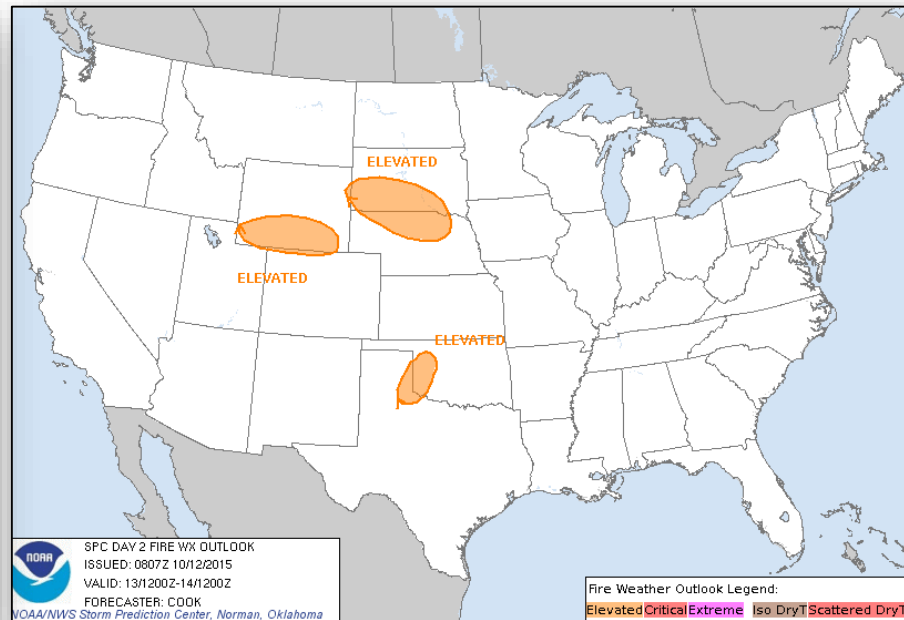 ELEVATED
ELEVATED
ELEVATED
NOAA
SPC DAY 2 FIRE WX OUTLOOK
ISSUED: 0807Z 10/12/2015
VALID: 13/1200Z-14/1200Z
FORECASTER: COOK
NOAA/NWS Storm Prediction Center, Norman, Oklahoma
Fire Weather Outlook Legend:
Elevated Critical Extreme Iso DryT Scattered DryT